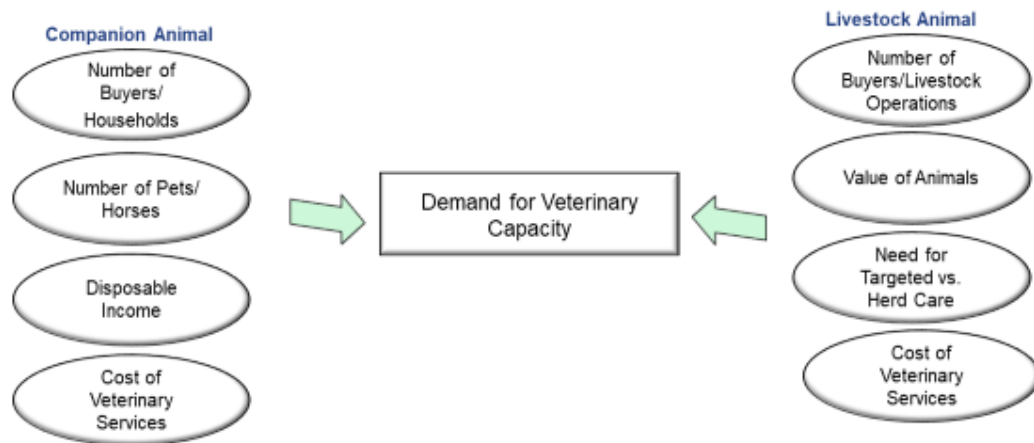 Companion Animal
Number of
Buyers/
Households
Number of Pets/
Horses
Disposable
Income
Cost of
Veterinary
Services
Demand for Veterinary
Capacity
Livestock Animal
Number of
Buyers/Livestock
Operations
Value of Animals
Need for
Targeted vs.
Herd Care
Cost of
Veterinary
Services